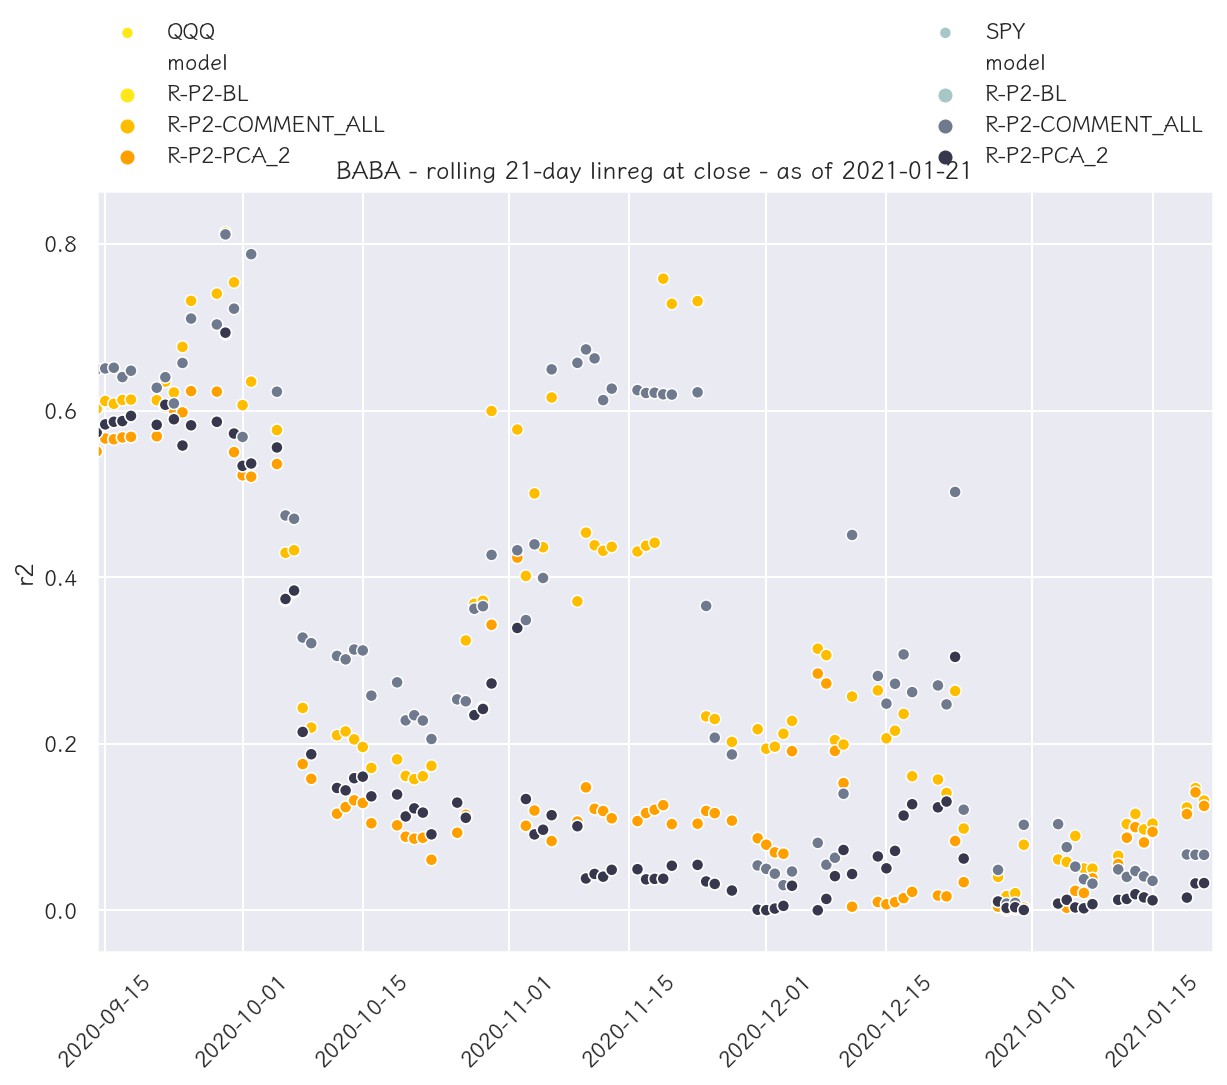 QQQ
model
R-P2-BL
R-P2-COMMENT_ALL
R-P2-PCA_2
SPY
model
R-P2-BL
R-P2-COMMENT_ALL
R-P2-PCA_2
BABA - rolling 21-day linreg at close - as of 2021-01-21
r2
0.8
0.6
0.4
0.2
0.0
2020-09-15
2020-10-01
2020-10-15
2020-11-01
2020-11-15
2020-12-01
2020-12-15
2021-01-01
2021-01-15